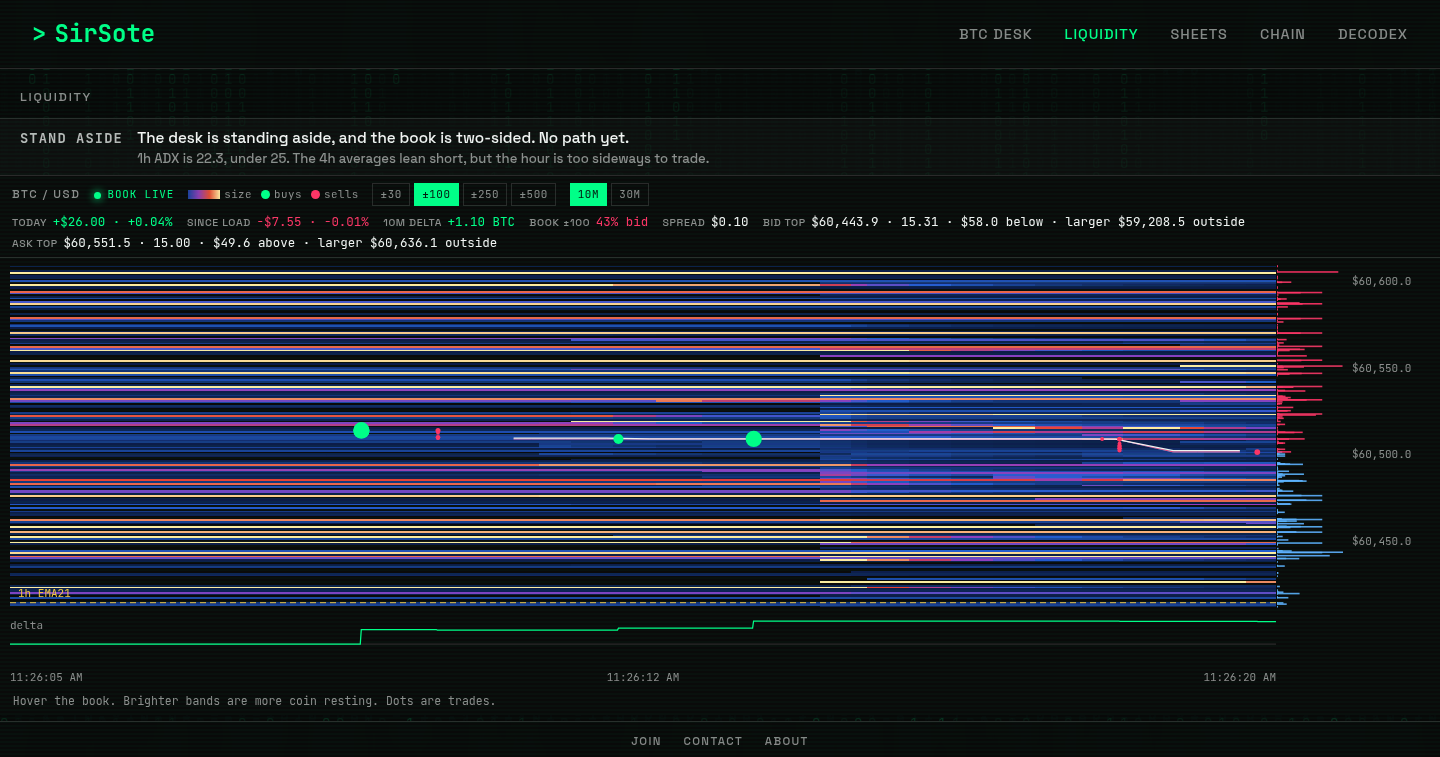 > SirSote
BTC DESK LIQUIDITY SHEETS CHAIN DECODEX
LIQUIDITY
STAND ASIDE The desk is standing aside, and the book is two-sided. No path yet.
1h ADX is 22.3, under 25. The 4h averages lean short, but the hour is too sideways to trade.
BTC / USD BOOK LIVE size buys sells ±30 ±100 ±250 ±500 10M 30M
TODAY +$26.00 · +0.04% SINCE LOAD -$7.55 · -0.01% 10M DELTA +1.10 BTC BOOK ±100 43% bid SPREAD $0.10 BID TOP $60,443.9 · 15.31 · $58.0 below · larger $59,208.5 outside
ASK TOP $60,551.5 · 15.00 · $49.6 above · larger $60,636.1 outside
$60,600.0
$60,550.0
$60,500.0
$60,450.0
1h EMA21
delta
11:26:05 AM 11:26:12 AM 11:26:20 AM
Hover the book. Brighter bands are more coin resting. Dots are trades.
JOIN CONTACT ABOUT